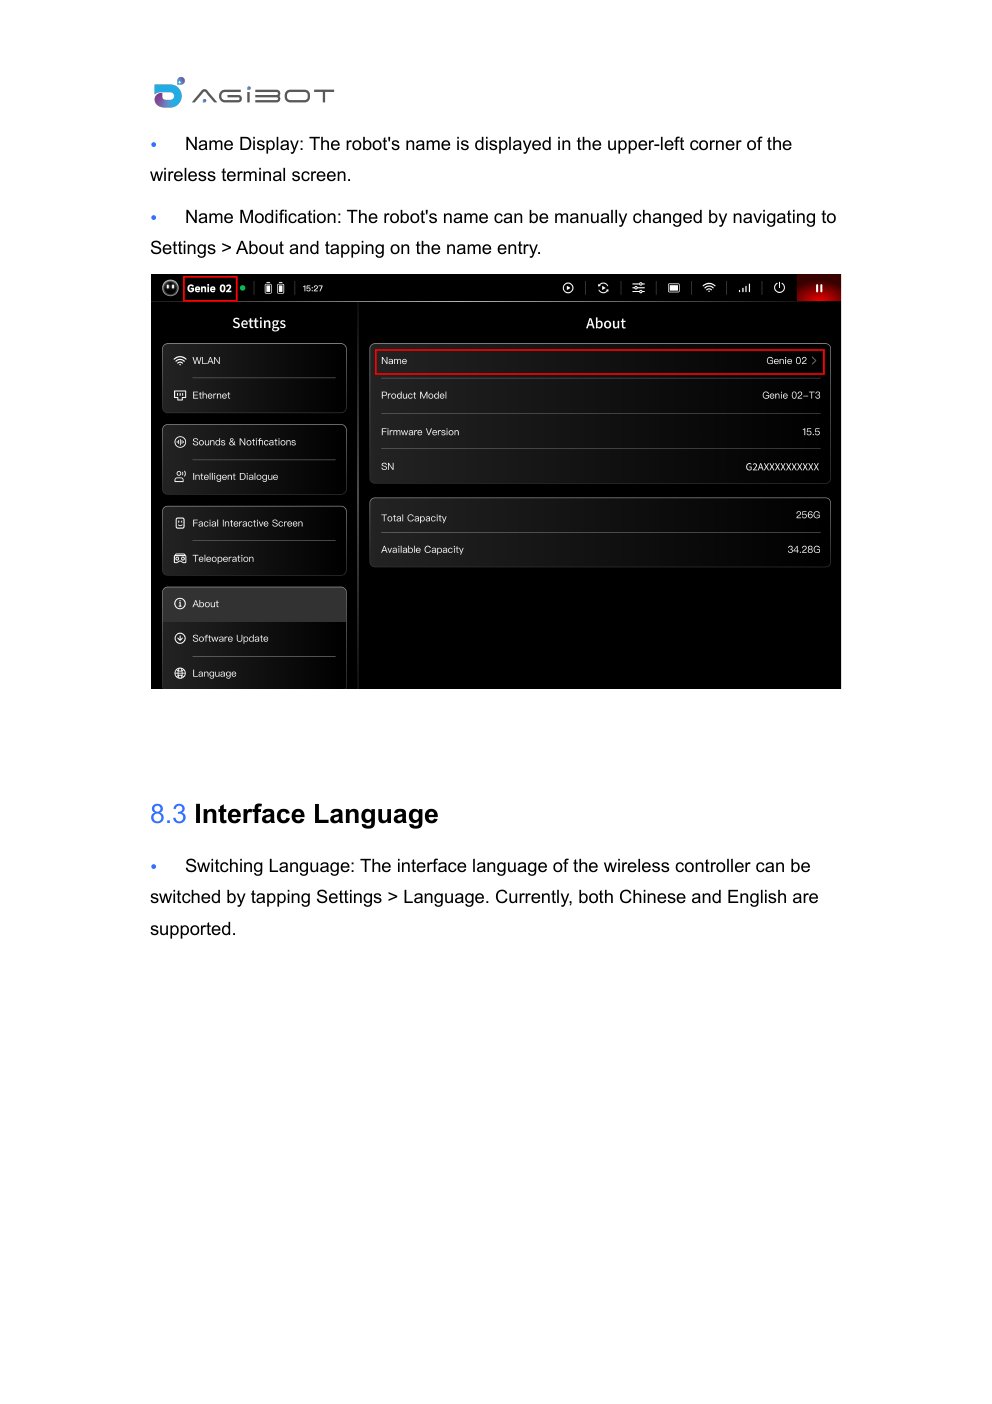 AGIBOT
• Name Display: The robot's name is displayed in the upper-left corner of the
wireless terminal screen.
• Name Modification: The robot's name can be manually changed by navigating to
Settings > About and tapping on the name entry.
Genie 02 15:27
Settings
WLAN
Ethernet
Sounds & Notifications
Intelligent Dialogue
Facial Interactive Screen
Teleoperation
About
Software Update
Language
About
Name Genie 02 >
Product Model Genie 02-T3
Firmware Version 15.5
SN G2AXXXXXXXXXX
Total Capacity 256G
Available Capacity 34.28G
8.3 Interface Language
• Switching Language: The interface language of the wireless controller can be
switched by tapping Settings > Language. Currently, both Chinese and English are
supported.